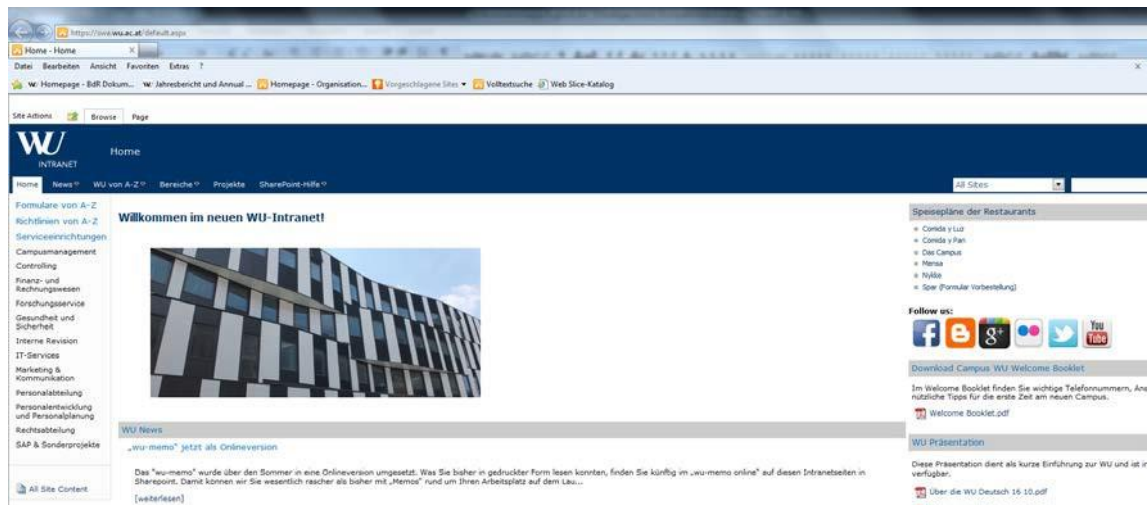 https://swa.wu.ac.at/default.aspx
Home - Home
Datei Bearbeiten Ansicht Favoriten Extras ?
w: Homepage - BdR Dokum... w: Jahresbericht und Annual ... Homepage - Organisation... Vorgeschlagene Sites Volltextsuche Web Slice-Katalog
Site Actions Browse Page
WU
INTRANET
Home
Home News WU von A-Z Bereiche Projekte SharePoint-Hilfe
All Sites
Formulare von A-Z
Richtlinien von A-Z
Serviceeinrichtungen
Campusmanagement
Controlling
Finanz- und
Rechnungswesen
Forschungsservice
Gesundheit und
Sicherheit
Interne Revision
IT-Services
Marketing &
Kommunikation
Personalabteilung
Personalentwicklung
und Personalplanung
Rechtsabteilung
SAP & Sonderprojekte
All Site Content
Willkommen im neuen WU-Intranet!
WU News
„wu-memo" jetzt als Onlineversion
Das "wu-memo" wurde über den Sommer in eine Onlineversion umgesetzt. Was Sie bisher in gedruckter Form lesen konnten, finden Sie künftig im „wu-memo online" auf diesen Intranetseiten in
Sharepoint. Damit können wir Sie wesentlich rascher als bisher mit „Memos" rund um Ihren Arbeitsplatz auf dem Lau...
[weiterlesen]
Speisepläne der Restaurants
Comida y Luz
Comida y Pan
Das Campus
Mensa
Nykke
Spar (Formular Vorbestellung)
Follow us:
You
Tube
Download Campus WU Welcome Booklet
Im Welcome Booklet finden Sie wichtige Telefonnummern, Ans
nützliche Tipps für die erste Zeit am neuen Campus.
Welcome Booklet.pdf
WU Präsentation
Diese Präsentation dient als kurze Einführung zur WU und ist in
verfügbar.
Über die WU Deutsch 16 10.pdf